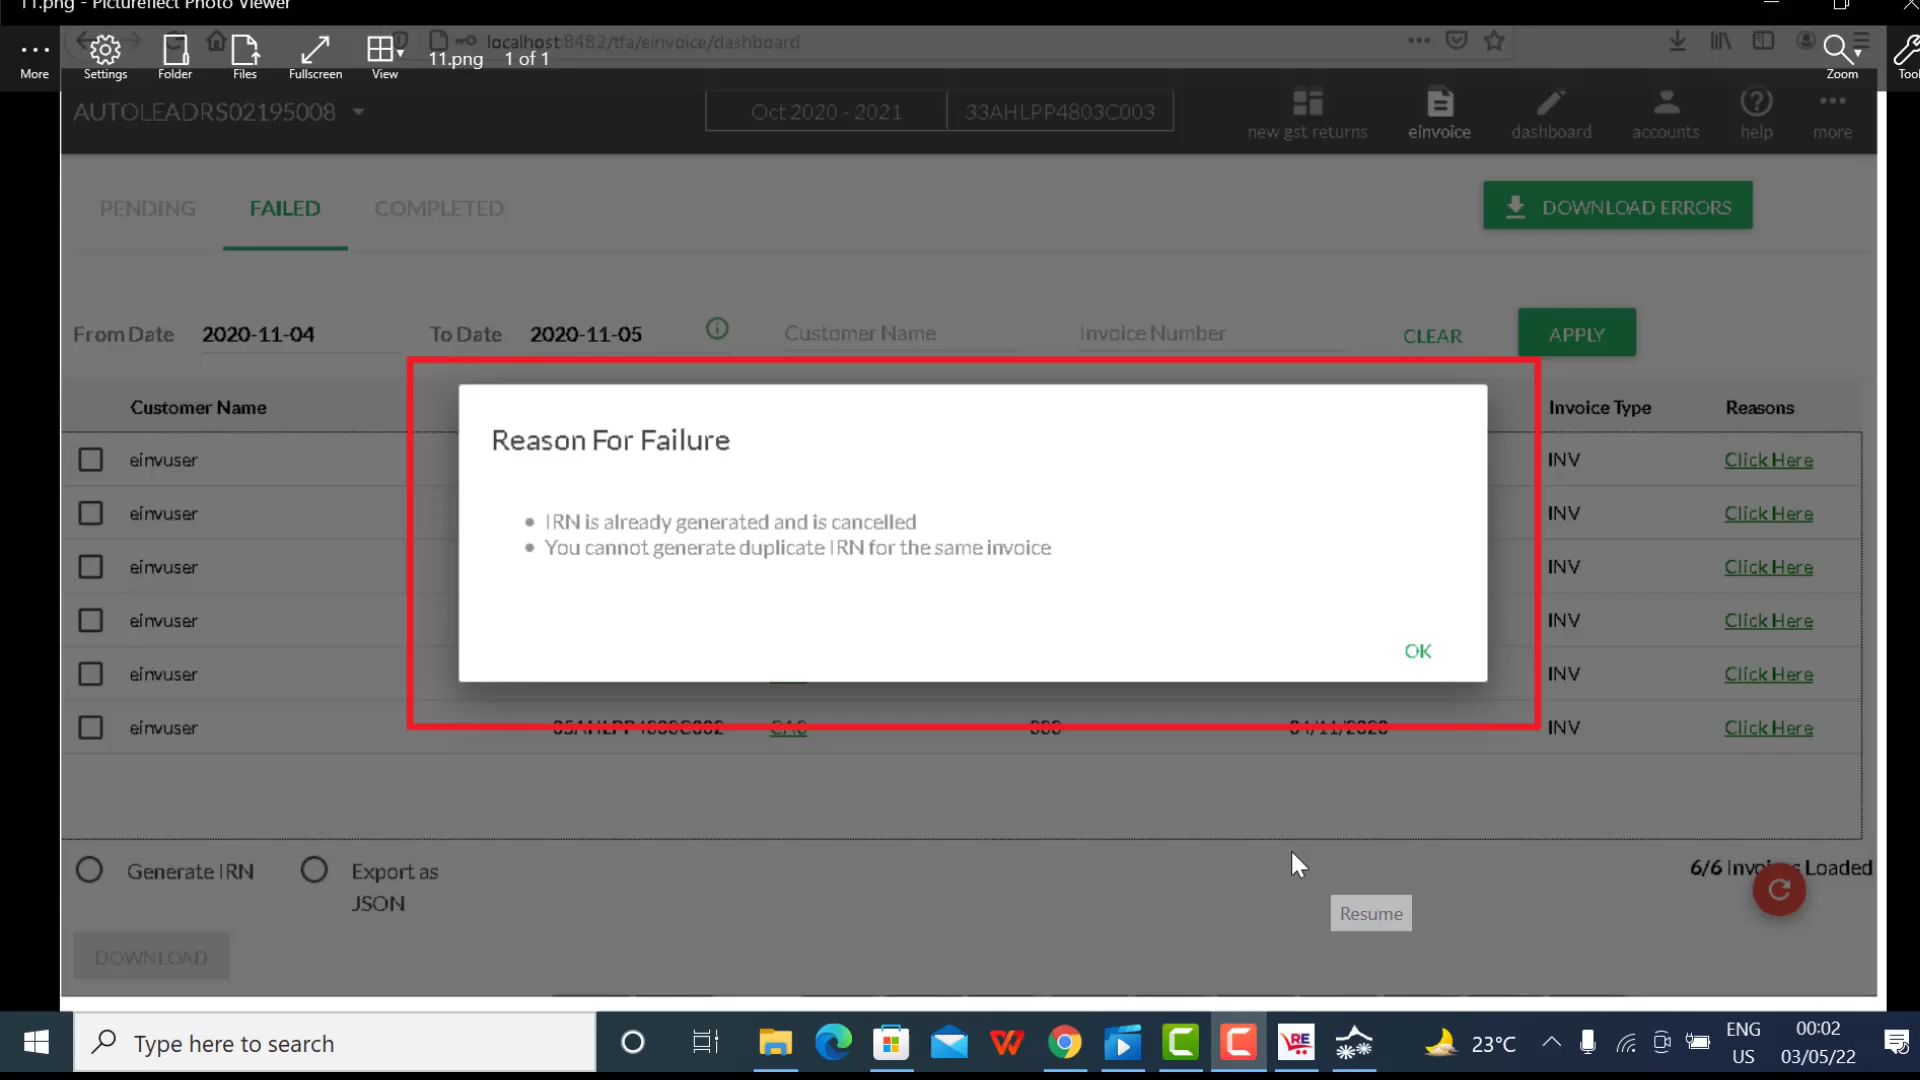 11.png - Pictureflect Photo Viewer
More
Settings
Folder
Files
Fullscreen
View
11.png 1 of 1
localhost:8482/tfa/einvoice/dashboard
Zoom
AUTOLEADRS02195008
Oct 2020 - 2021
33AHLPP4803C003
new gst returns
einvoice
dashboard
accounts
help
more
PENDING
FAILED
COMPLETED
DOWNLOAD ERRORS
From Date 2020-11-04
To Date 2020-11-05
Customer Name
Invoice Number
CLEAR
APPLY
Customer Name
Invoice Type
Reasons
einvuser INV Click Here
einvuser INV Click Here
einvuser INV Click Here
einvuser INV Click Here
einvuser INV Click Here
einvuser INV Click Here
Reason For Failure
IRN is already generated and is cancelled
You cannot generate duplicate IRN for the same invoice
OK
Generate IRN
Export as
JSON
6/6
Loaded
Resume
DOWNLOAD
Type here to search
23°C
ENG
US
00:02
03/05/22